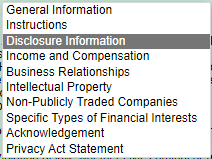 General Information
Instructions
Disclosure Information
Income and Compensation
Business Relationships
Intellectual Property
Non-Publicly Traded Companies
Specific Types of Financial Interests
Acknowledgement
Privacy Act Statement